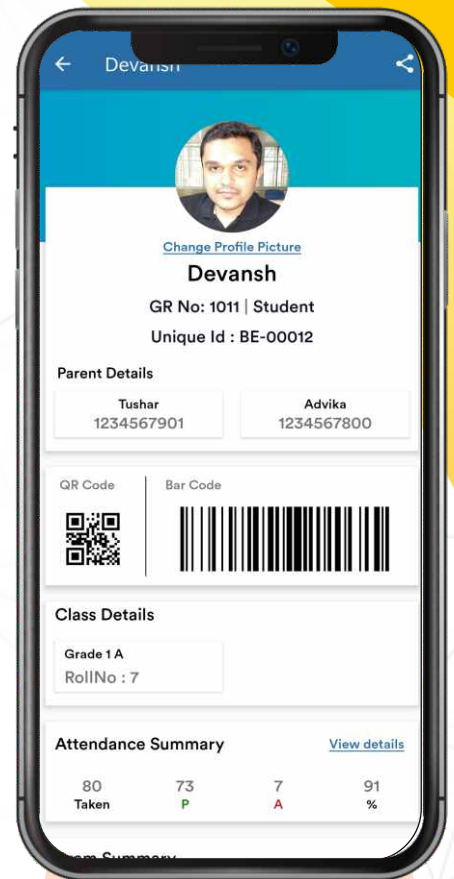 Devansh
Change Profile Picture
Devansh
GR No: 1011 | Student
Unique Id : BE-00012
Parent Details
Tushar
1234567901
Advika
1234567800
QR Code
Bar Code
Class Details
Grade 1 A
RollNo : 7
Attendance Summary
View details
80
73
7
91
Taken
P
A
%
Summary